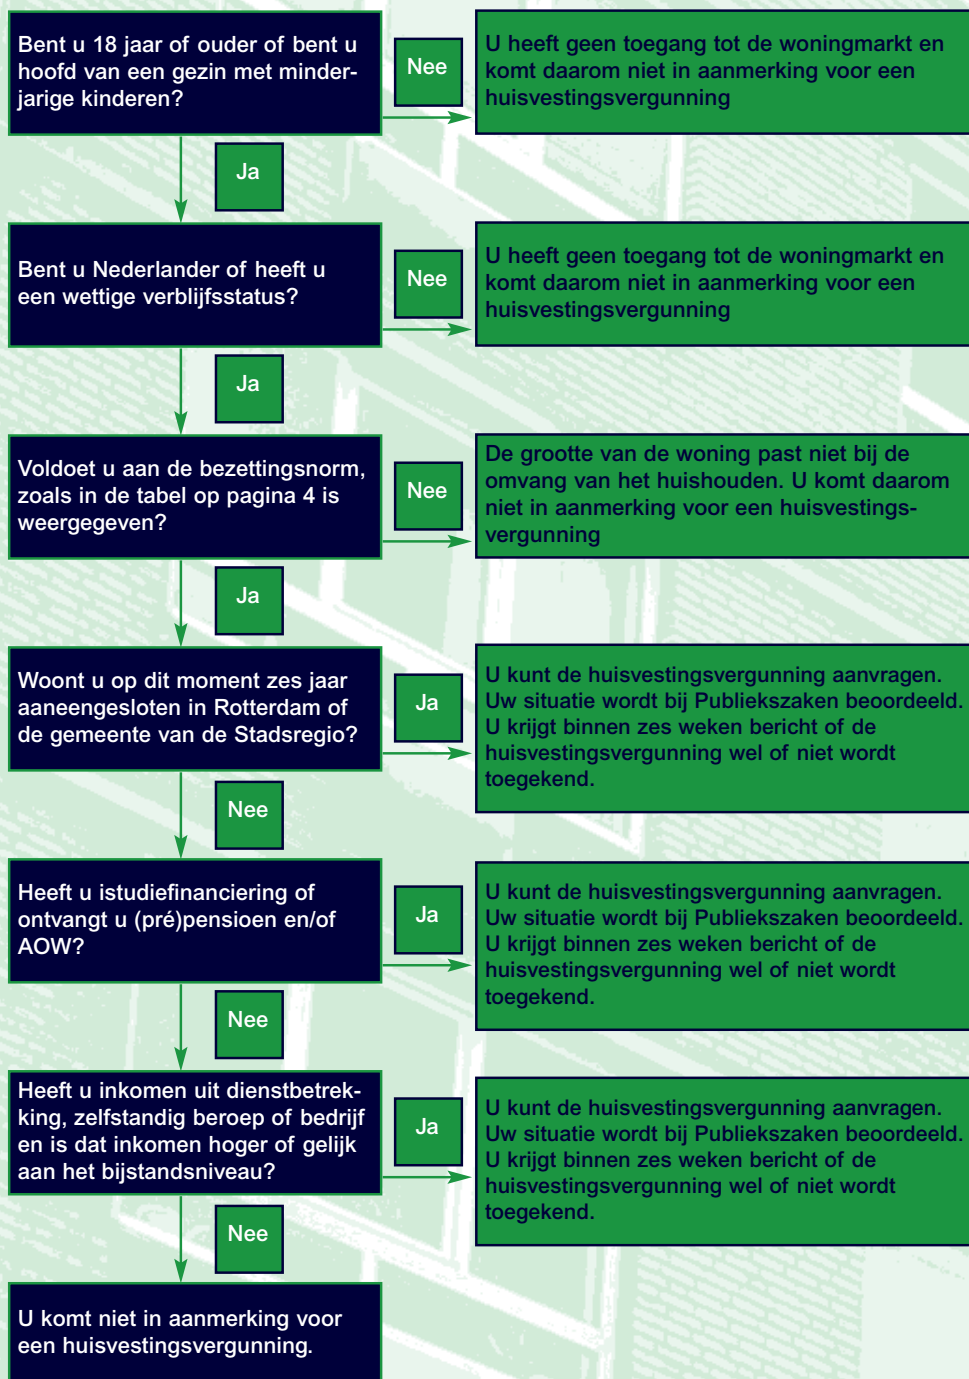 Bent u 18 jaar of ouder of bent u
hoofd van een gezin met minder-
jarige kinderen?
Nee
U heeft geen toegang tot de woningmarkt en
komt daarom niet in aanmerking voor een
huisvestingsvergunning
Ja
Bent u Nederlander of heeft u
een wettige verblijfsstatus?
Nee
U heeft geen toegang tot de woningmarkt en
komt daarom niet in aanmerking voor een
huisvestingsvergunning
Ja
Voldoet u aan de bezettingsnorm,
zoals in de tabel op pagina 4 is
weergegeven?
Nee
De grootte van de woning past niet bij de
omvang van het huishouden. U komt daarom
niet in aanmerking voor een huisvestings-
vergunning
Ja
Woont u op dit moment zes jaar
aaneengesloten in Rotterdam of
de gemeente van de Stadsregio?
Ja
U kunt de huisvestingsvergunning aanvragen.
Uw situatie wordt bij Publiekszaken beoordeeld.
U krijgt binnen zes weken bericht of de
huisvestingsvergunning wel of niet wordt
toegekend.
Nee
Heeft u istudiefinanciering of
ontvangt u (pré)pensioen en/of
AOW?
Ja
U kunt de huisvestingsvergunning aanvragen.
Uw situatie wordt bij Publiekszaken beoordeeld.
U krijgt binnen zes weken bericht of de
huisvestingsvergunning wel of niet wordt
toegekend.
Nee
Heeft u inkomen uit dienstbetrek-
kking, zelfstandig beroep of bedrijf
en is dat inkomen hoger of gelijk
aan het bijstandsniveau?
Ja
U kunt de huisvestingsvergunning aanvragen.
Uw situatie wordt bij Publiekszaken beoordeeld.
U krijgt binnen zes weken bericht of de
huisvestingsvergunning wel of niet wordt
toegekend.
Nee
U komt niet in aanmerking voor
een huisvestingsvergunning.